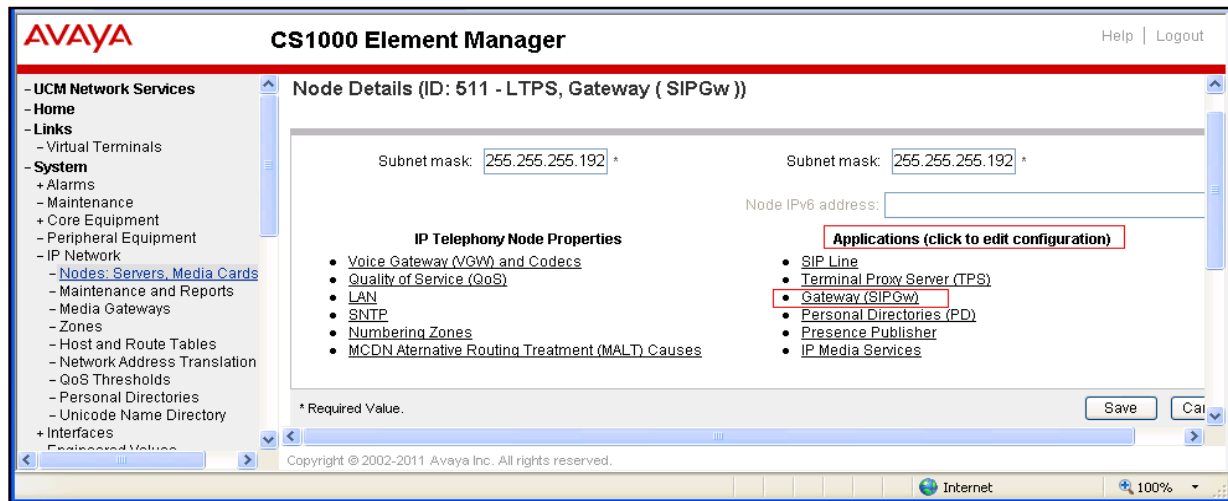 AVAYA
CS1000 Element Manager
Help | Logout
- UCM Network Services
- Home
- Links
- Virtual Terminals
- System
+ Alarms
- Maintenance
+ Core Equipment
- Peripheral Equipment
- IP Network
- Nodes: Servers, Media Cards
- Maintenance and Reports
- Media Gateways
- Zones
- Host and Route Tables
- Network Address Translation
- QoS Thresholds
- Personal Directories
- Unicode Name Directory
+ Interfaces
- Engineered Values
Node Details (ID: 511 - LTPS, Gateway ( SIPGw ))
Subnet mask: 255.255.255.192 *
Subnet mask: 255.255.255.192 *
Node IPv6 address:
IP Telephony Node Properties
• Voice Gateway (VGW) and Codecs
• Quality of Service (QoS)
• LAN
• SNTP
• Numbering Zones
• MCDN Aternative Routing Treatment (MALT) Causes
Applications (click to edit configuration)
• SIP Line
• Terminal Proxy Server (TPS)
• Gateway (SIPGw)
• Personal Directories (PD)
• Presence Publisher
• IP Media Services
* Required Value.
Save
Car
Copyright © 2002-2011 Avaya Inc. All rights reserved.
Internet
100%